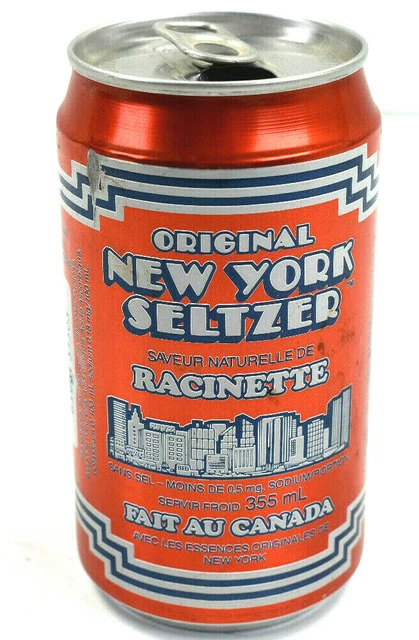 ORIGINAL
NEW YORK
SELTZER™
SAVEUR NATURELLE DE
RACINETTE
SANS SEL – MOINS DE 0.5 mg. SODIUM/PORTION
SERVIR FROID 355 mL
FAIT AU CANADA
AVEC LES ESSENCES ORIGINALES DE
NEW YORK